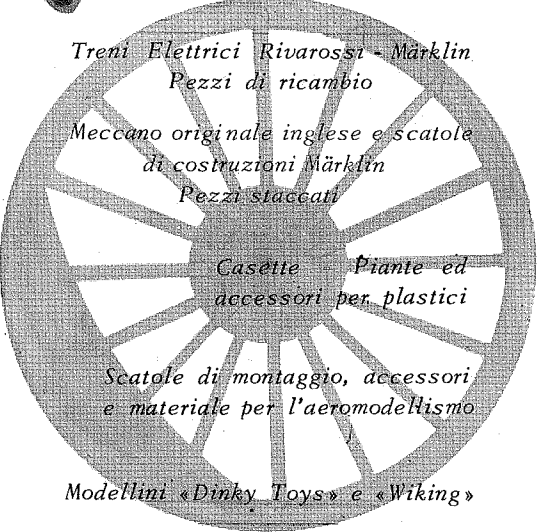 Treni Elettrici Rivarossi - Märklin
Pezzi di ricambio
Meccano originale inglese e scatole
di costruzioni Märklin
Pezzi staccati
Casette - Piante ed
accessori per plastici
Scatole di montaggio, accessori
e materiale per l'aeromodellismo
Modellini «Dinky Toys» e «Wiking»